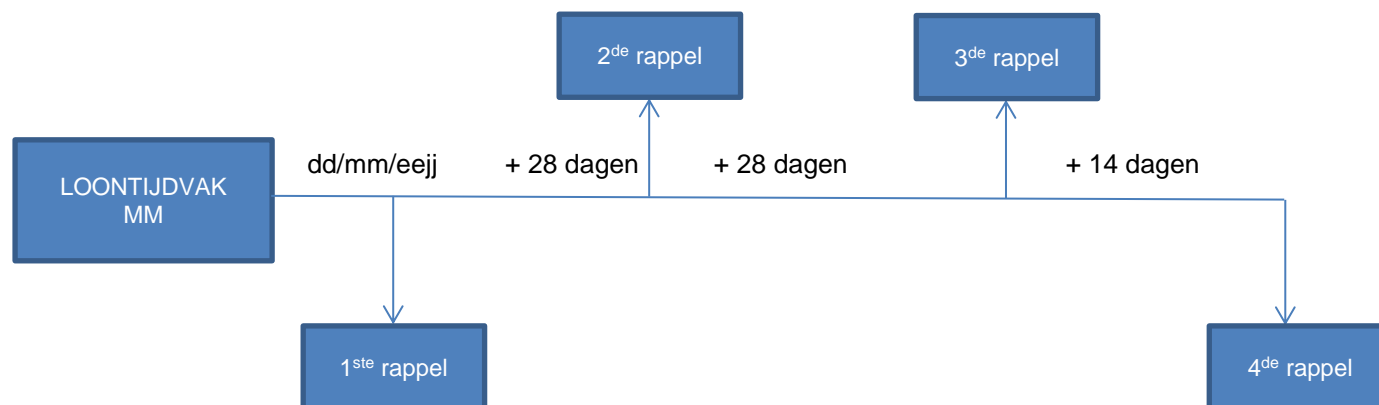 2de rappel
3de rappel
dd/mm/eejj
+ 28 dagen
+ 28 dagen
+ 14 dagen
LOONTIJDVAK
MM
1ste rappel
4de rappel